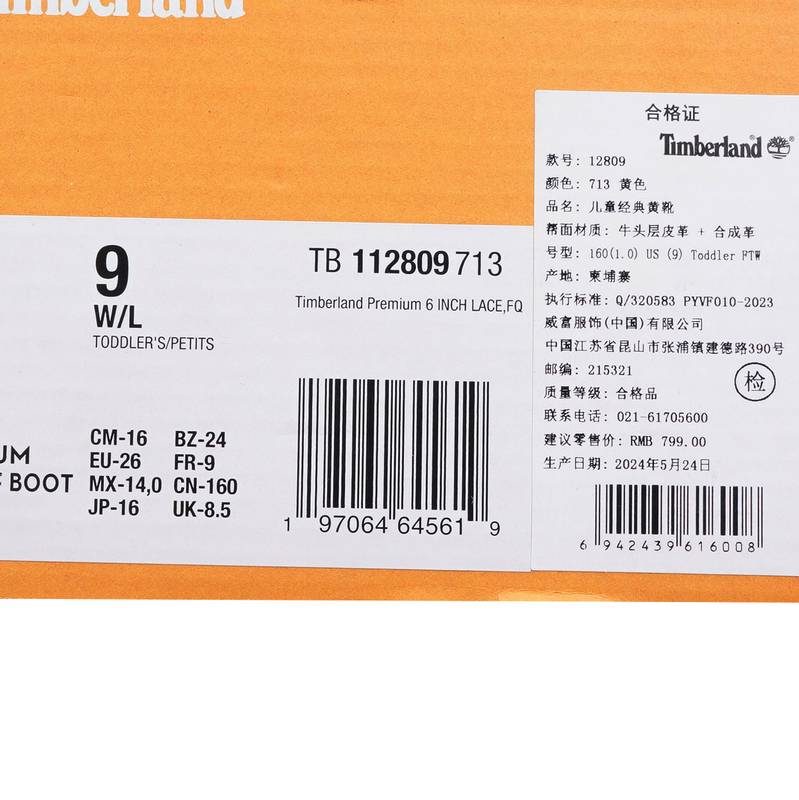 Timberland
9
W/L
TODDLER'S/PETITS
TB 112809 713
Timberland Premium 6 INCH LACE,FQ
UM
F BOOT
CM-16 BZ-24
EU-26 FR-9
MX-14,0 CN-160
JP-16 UK-8.5
1 97064 64561 9
合格证
Timberland®
款号: 12809
颜色: 713 黄色
品名: 儿童经典黄靴
帮面材质: 牛头层皮革 + 合成革
号型: 160(1.0) US (9) Toddler FTW
产地: 柬埔寨
执行标准: Q/320583 PYVF010-2023
威富服饰(中国)有限公司
中国江苏省昆山市张浦镇建德路390号
邮编: 215321
检
质量等级: 合格品
联系电话: 021-61705600
建议零售价: RMB 799.00
生产日期: 2024年5月24日
6 942439 616008